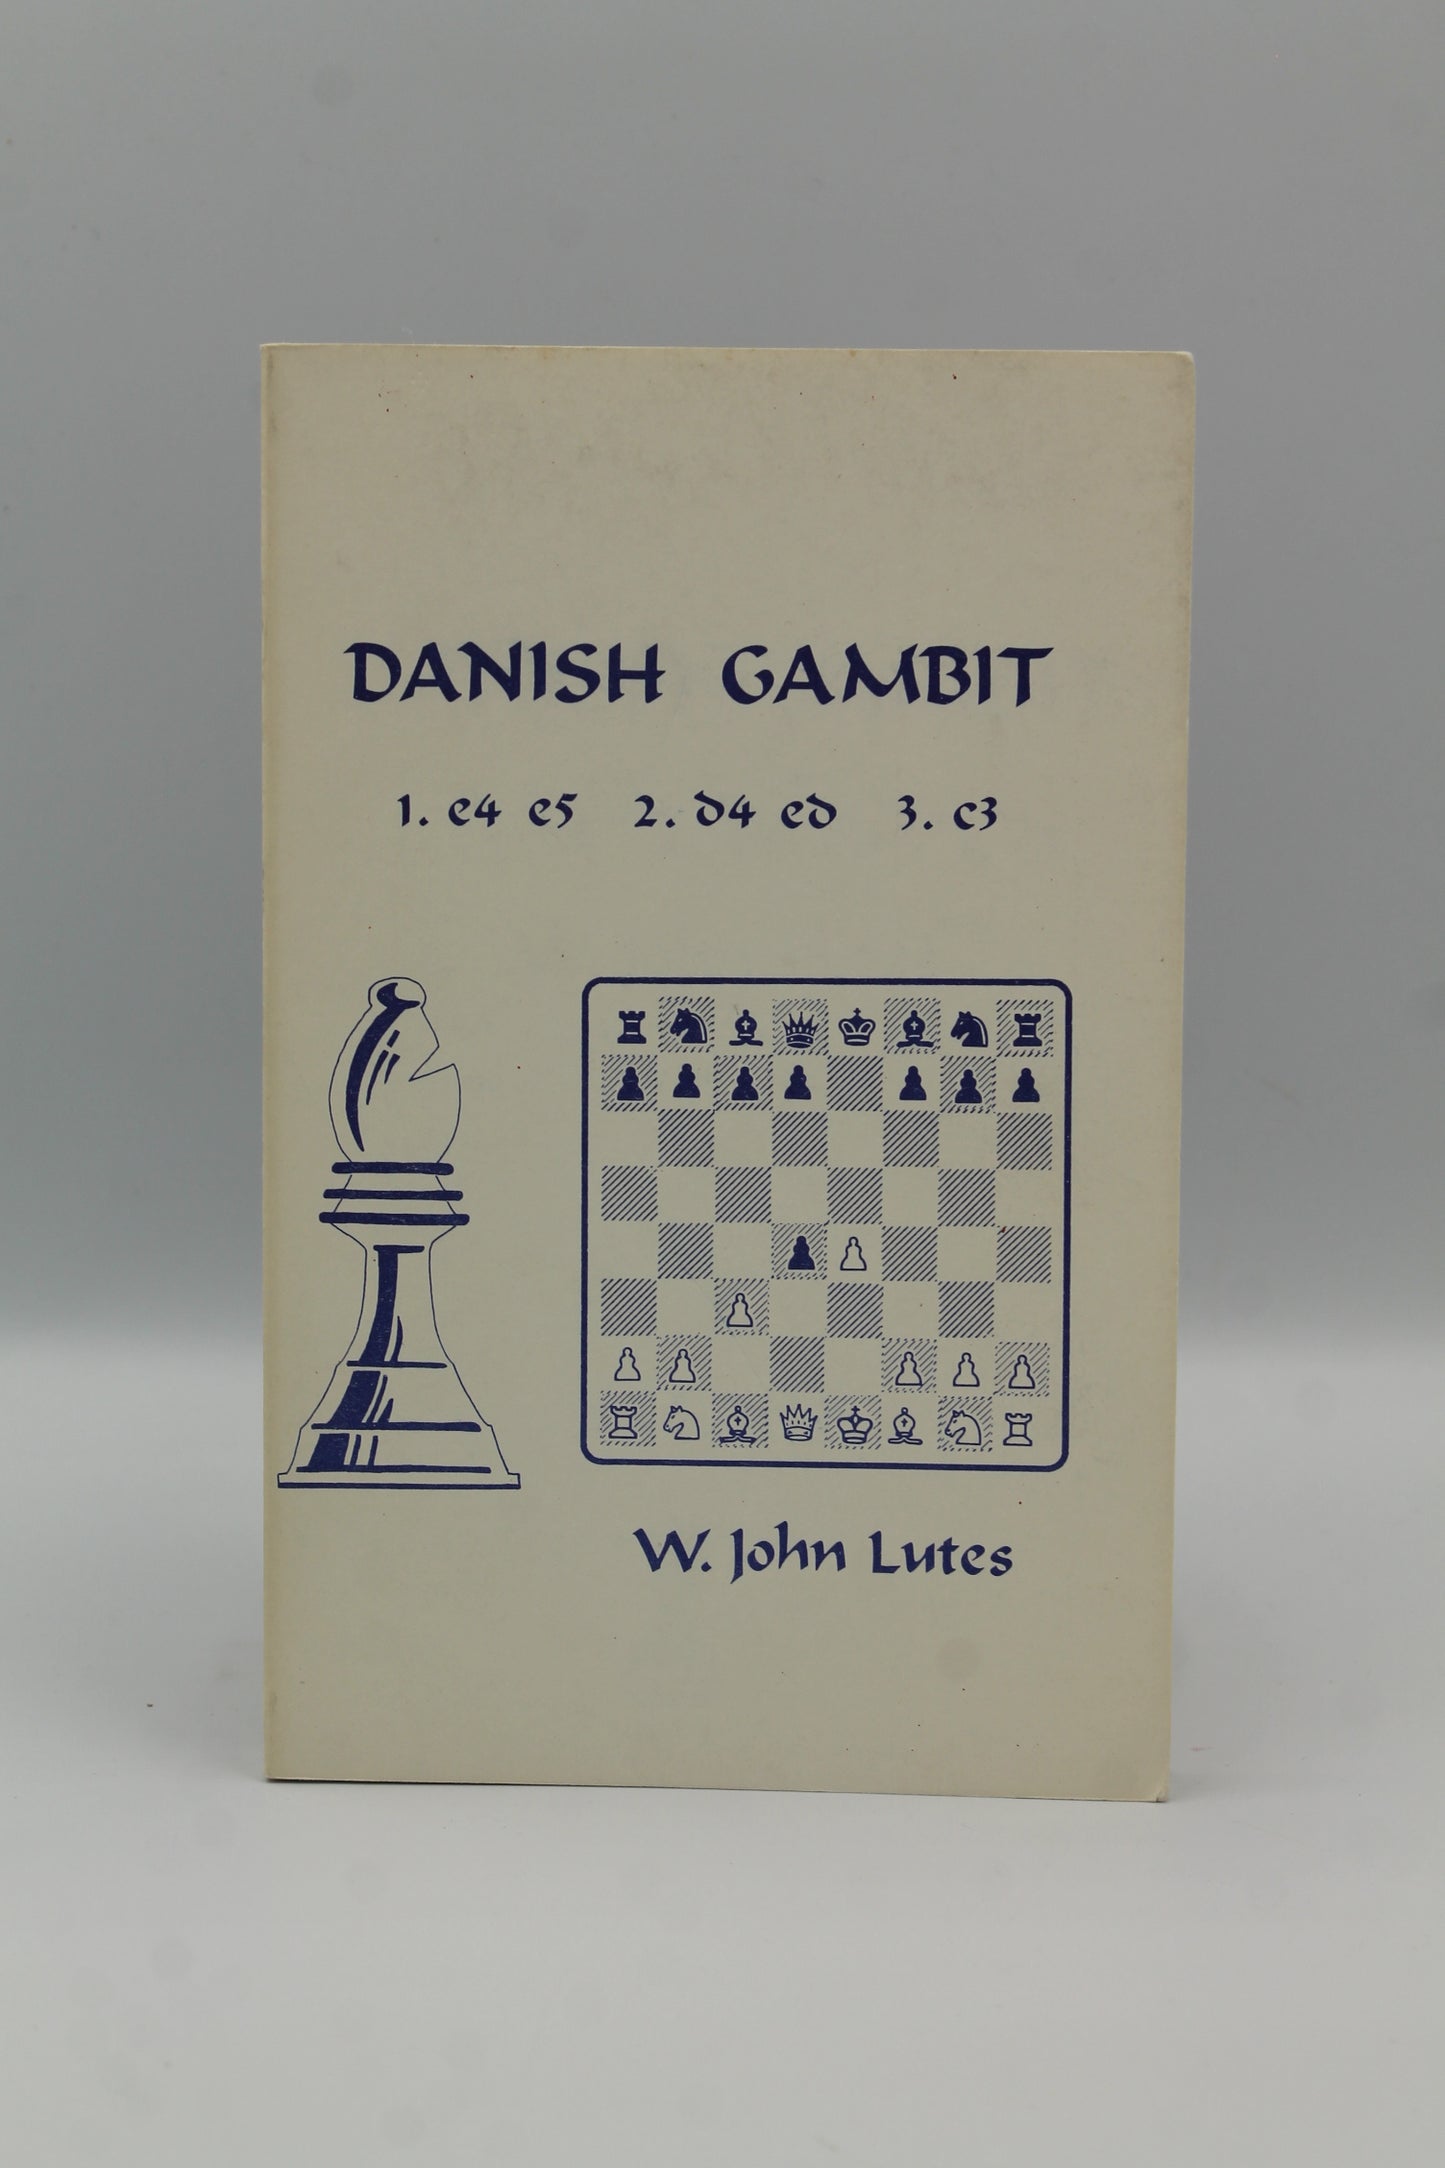 DANISH GAMBIT
1. e4 e5 2. d4 ed 3. c3
W. John Lutes